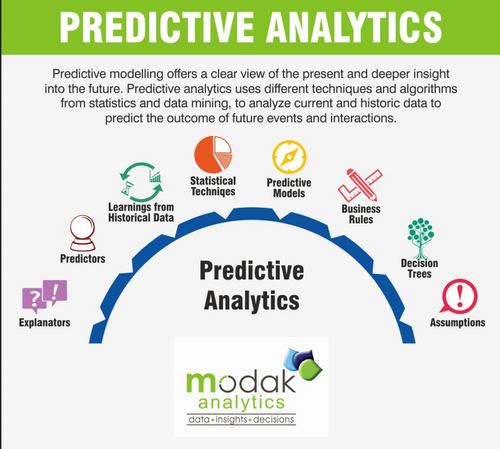 PREDICTIVE ANALYTICS
Predictive modelling offers a clear view of the present and deeper insight
into the future. Predictive analytics uses different techniques and algorithms
from statistics and data mining, to analyze current and historic data to
predict the outcome of future events and interactions.
Explanators
Predictors
Learnings from
Historical Data
Statistical
Techniqes
Predictive
Models
Business
Rules
Decision
Trees
Assumptions
Predictive
Analytics
modak
analytics
data•insights•decisions